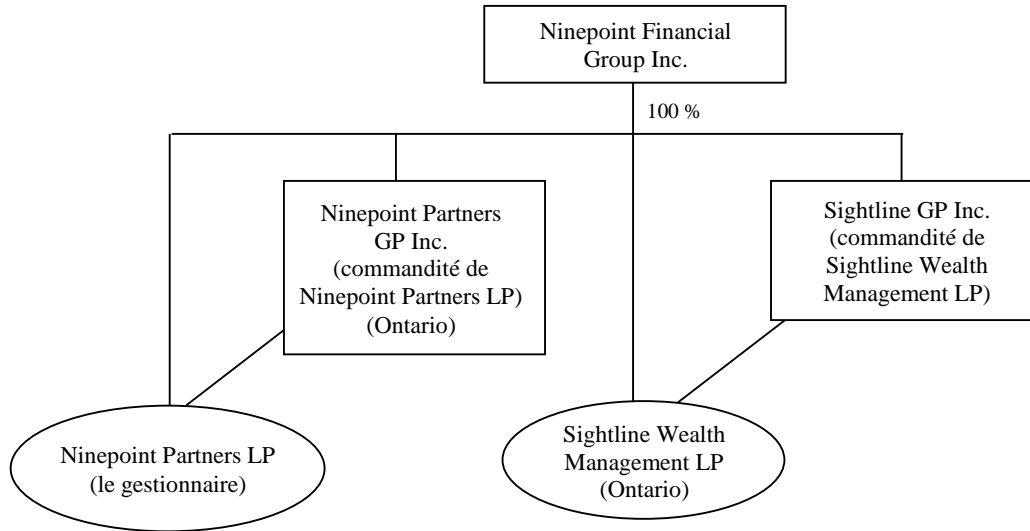 Ninepoint Financial
Group Inc.
100 %
Ninepoint Partners
GP Inc.
(commandité de
Ninepoint Partners LP)
(Ontario)
Sightline GP Inc.
(commandité de
Sightline Wealth
Management LP)
Ninepoint Partners LP
(le gestionnaire)
Sightline Wealth
Management LP
(Ontario)